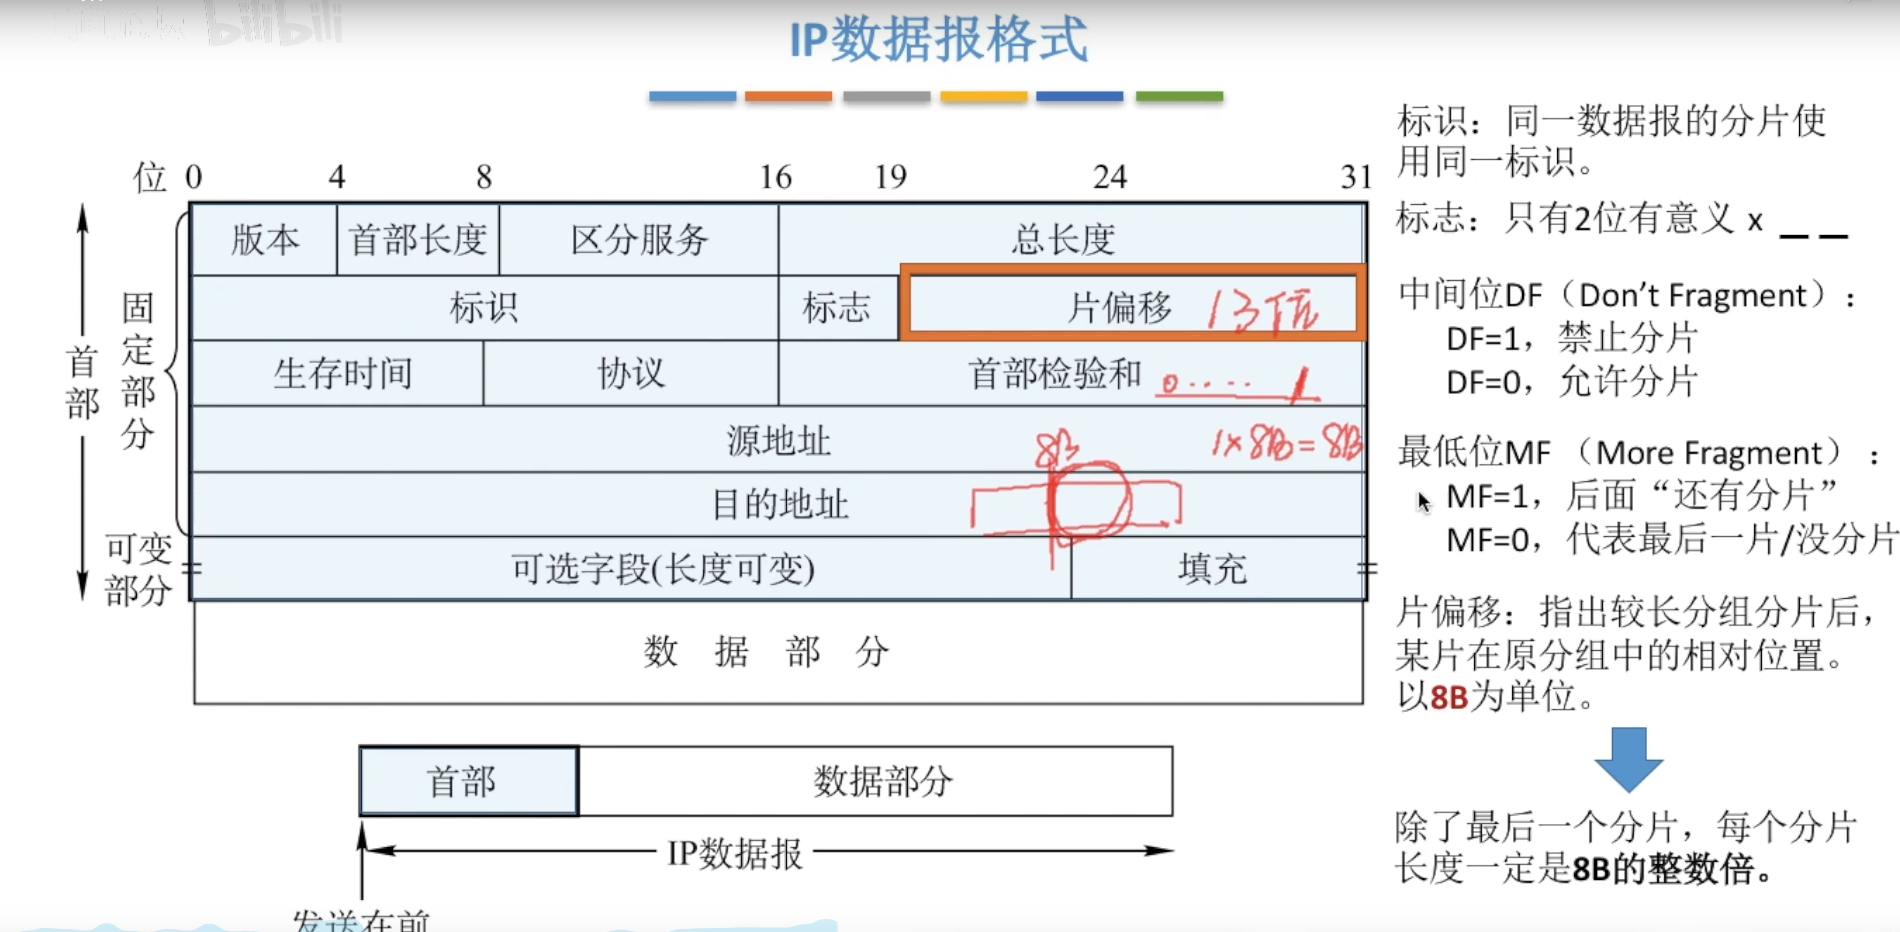 bilibili
IP数据报格式
位 0 4 8 16 19 24 31
版本 首部长度 区分服务 总长度
标识 标志 片偏移 13位
生存时间 协议 首部检验和 0....1
源地址 8B 1×8B=8B
目的地址
可选字段(长度可变) 填充
数据部分
首部
固定部分
可变部分
首部 数据部分
IP数据报
发送在前
标识：同一数据报的分片使
用同一标识。
标志：只有2位有意义 x _ _
中间位DF（Don't Fragment）：
DF=1，禁止分片
DF=0，允许分片
最低位MF （More Fragment）：
MF=1，后面“还有分片”
MF=0，代表最后一片/没分片
片偏移：指出较长分组分片后，
某片在原分组中的相对位置。
以8B为单位。
除了最后一个分片，每个分片
长度一定是8B的整数倍。